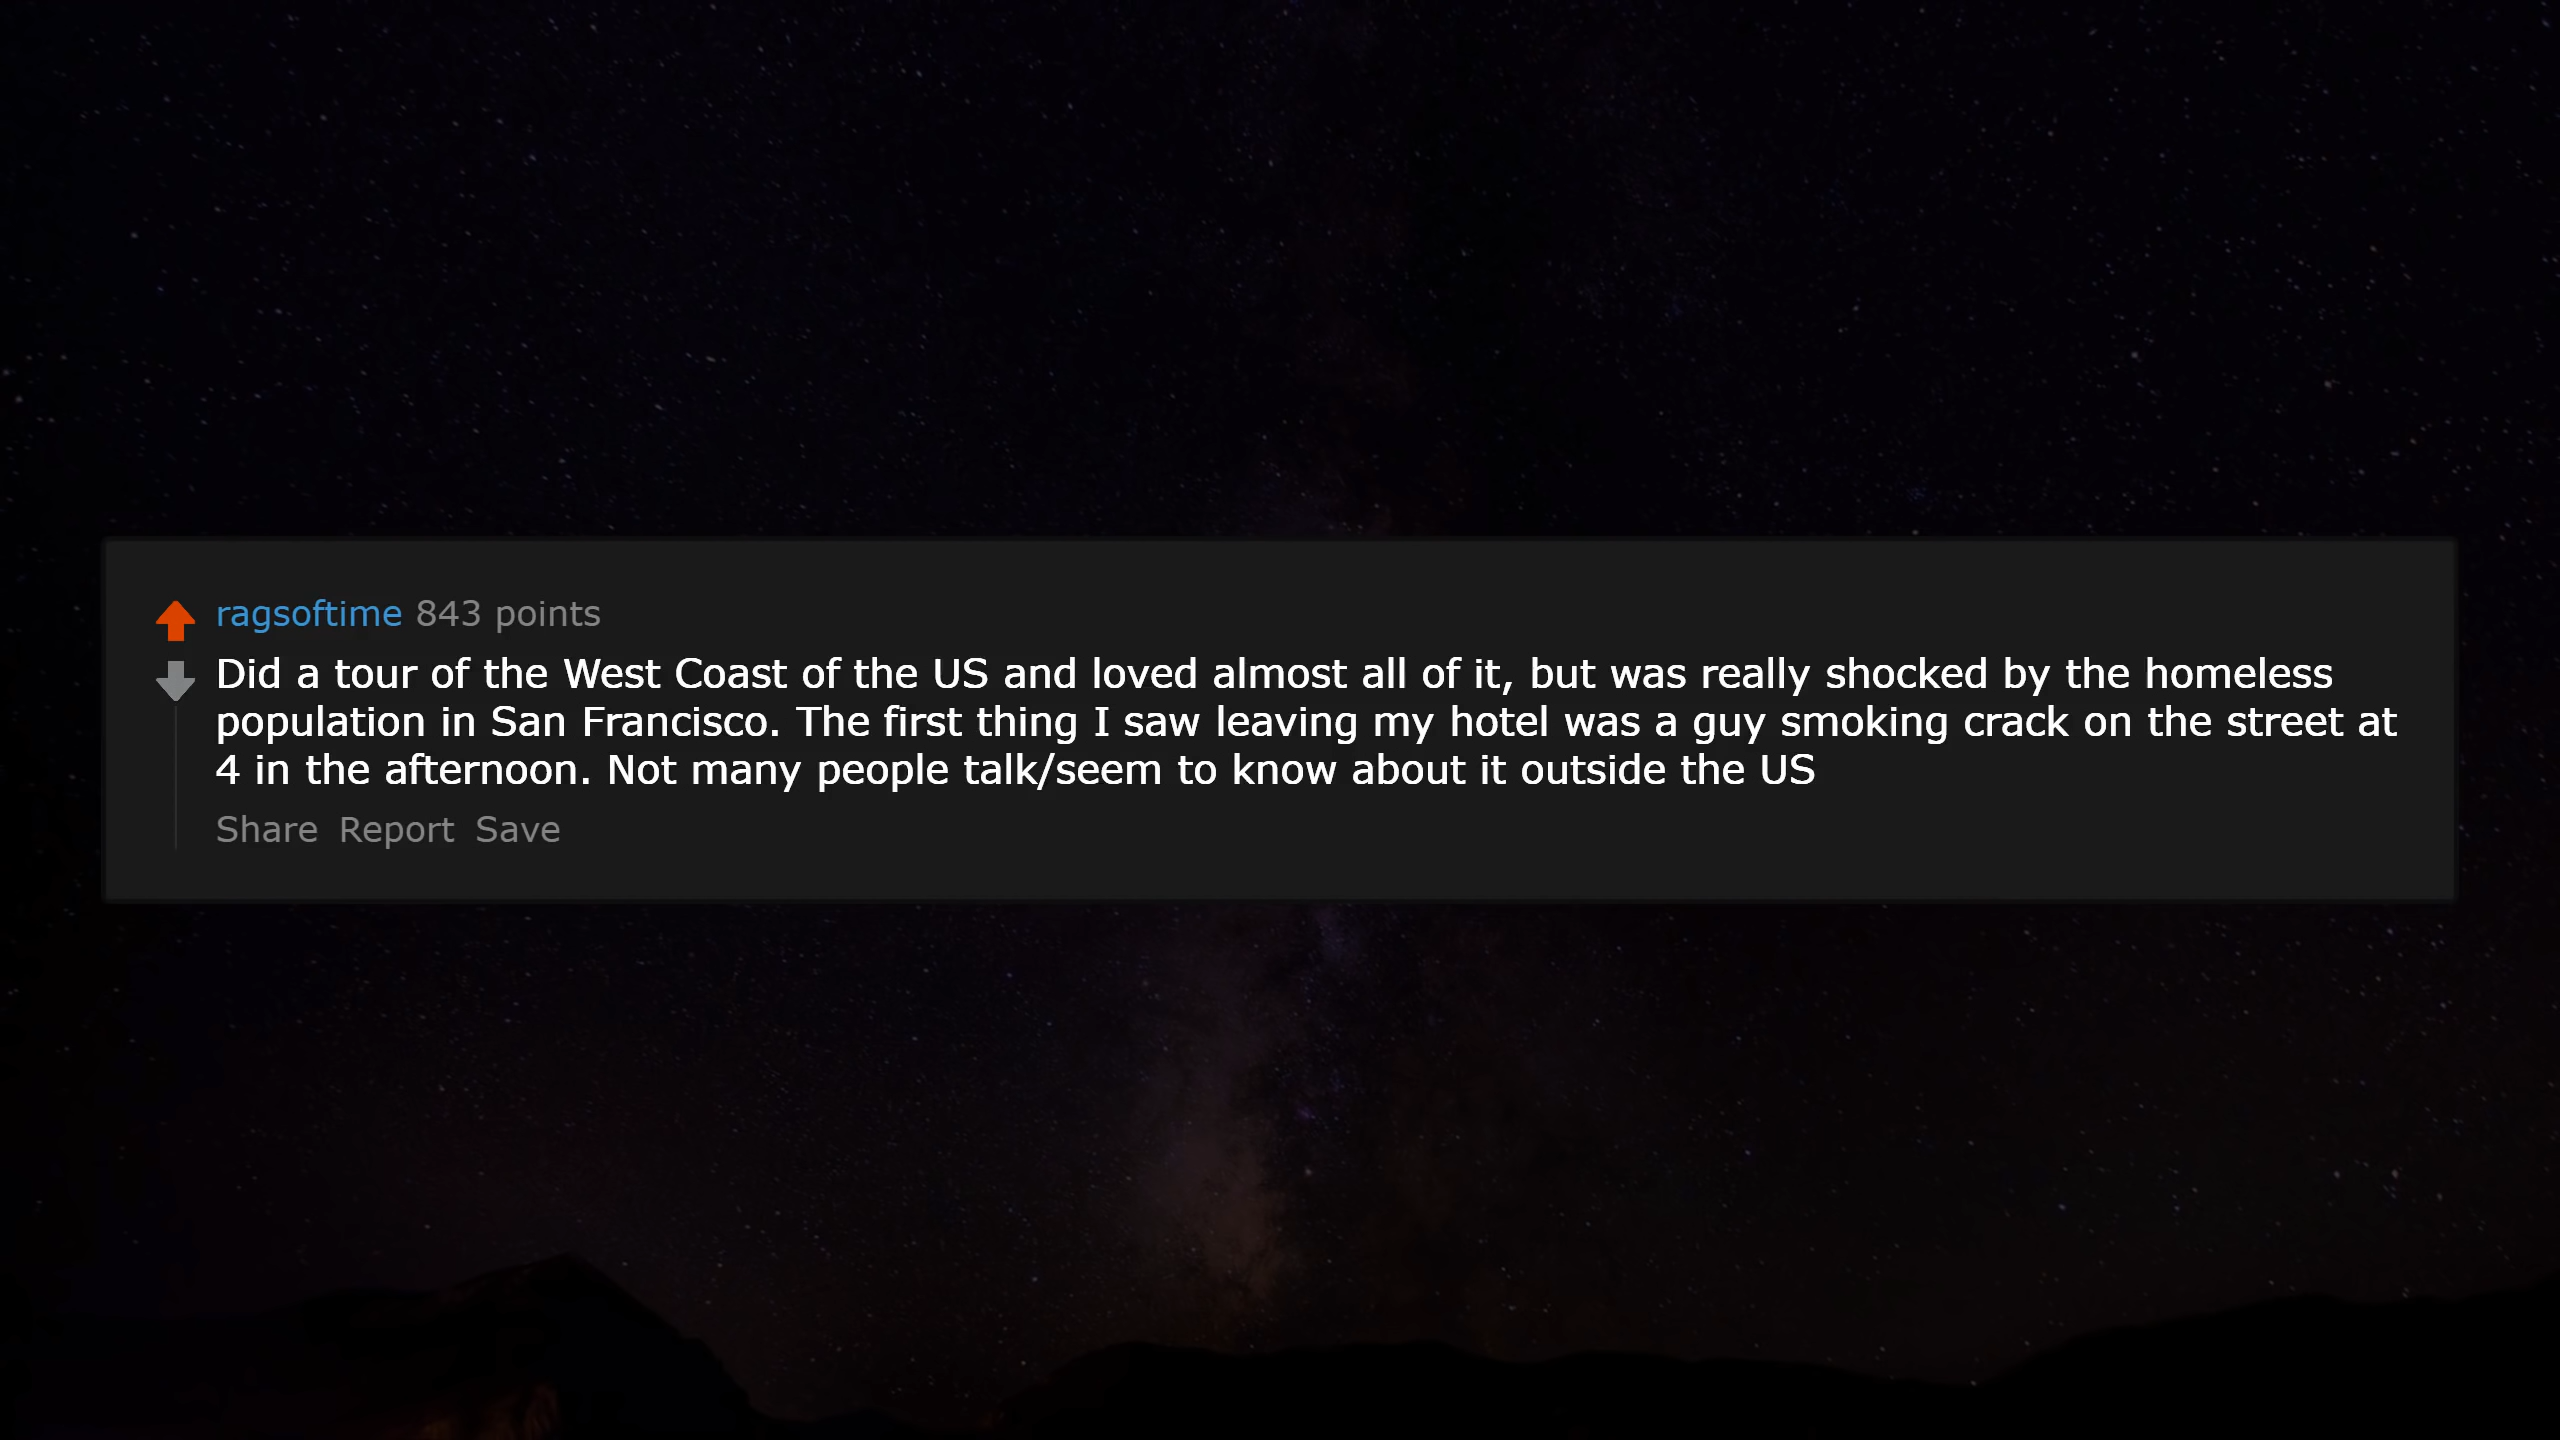 ragsoftime 843 points
Did a tour of the West Coast of the US and loved almost all of it, but was really shocked by the homeless
population in San Francisco. The first thing I saw leaving my hotel was a guy smoking crack on the street at
4 in the afternoon. Not many people talk/seem to know about it outside the US
Share Report Save